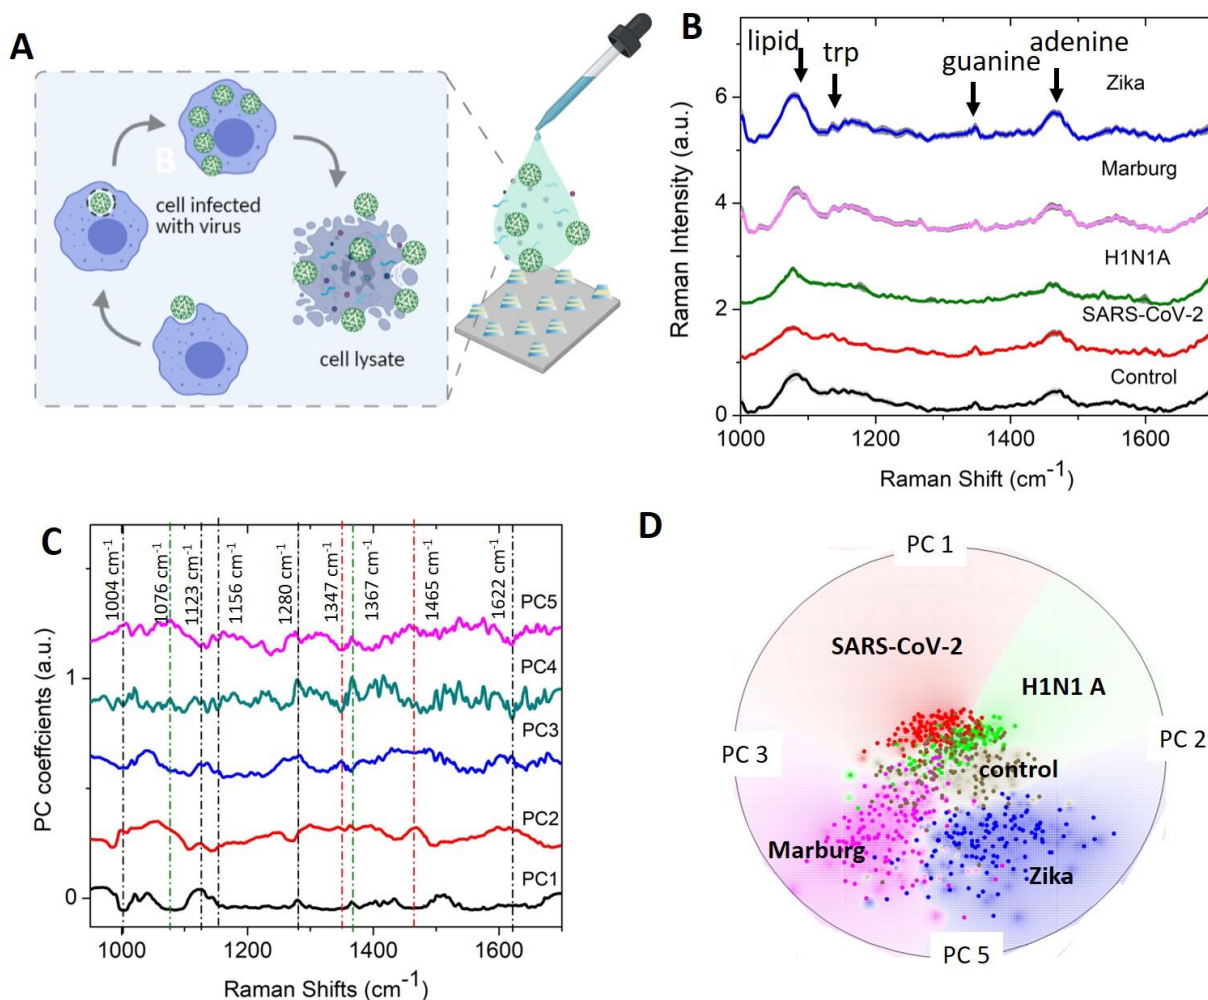 A
B
cell infected
with virus
cell lysate
B
lipid
trp
guanine
adenine
Zika
Marburg
H1N1A
SARS-CoV-2
Control
6
4
2
0
1000
1200
1400
1600
Raman Intensity (a.u.)
Raman Shift (cm-1)
C
1004 cm-1
1076 cm-1
1123 cm-1
1156 cm-1
1280 cm-1
1347 cm-1
1367 cm-1
1465 cm-1
1622 cm-1
PC5
PC4
PC3
PC2
PC1
1
0
PC coeffcients (a.u.)
1000
1200
1400
1600
Raman Shifts (cm-1)
D
PC 1
SARS-CoV-2
H1N1 A
PC 3
PC 2
control
Marburg
Zika
PC 5